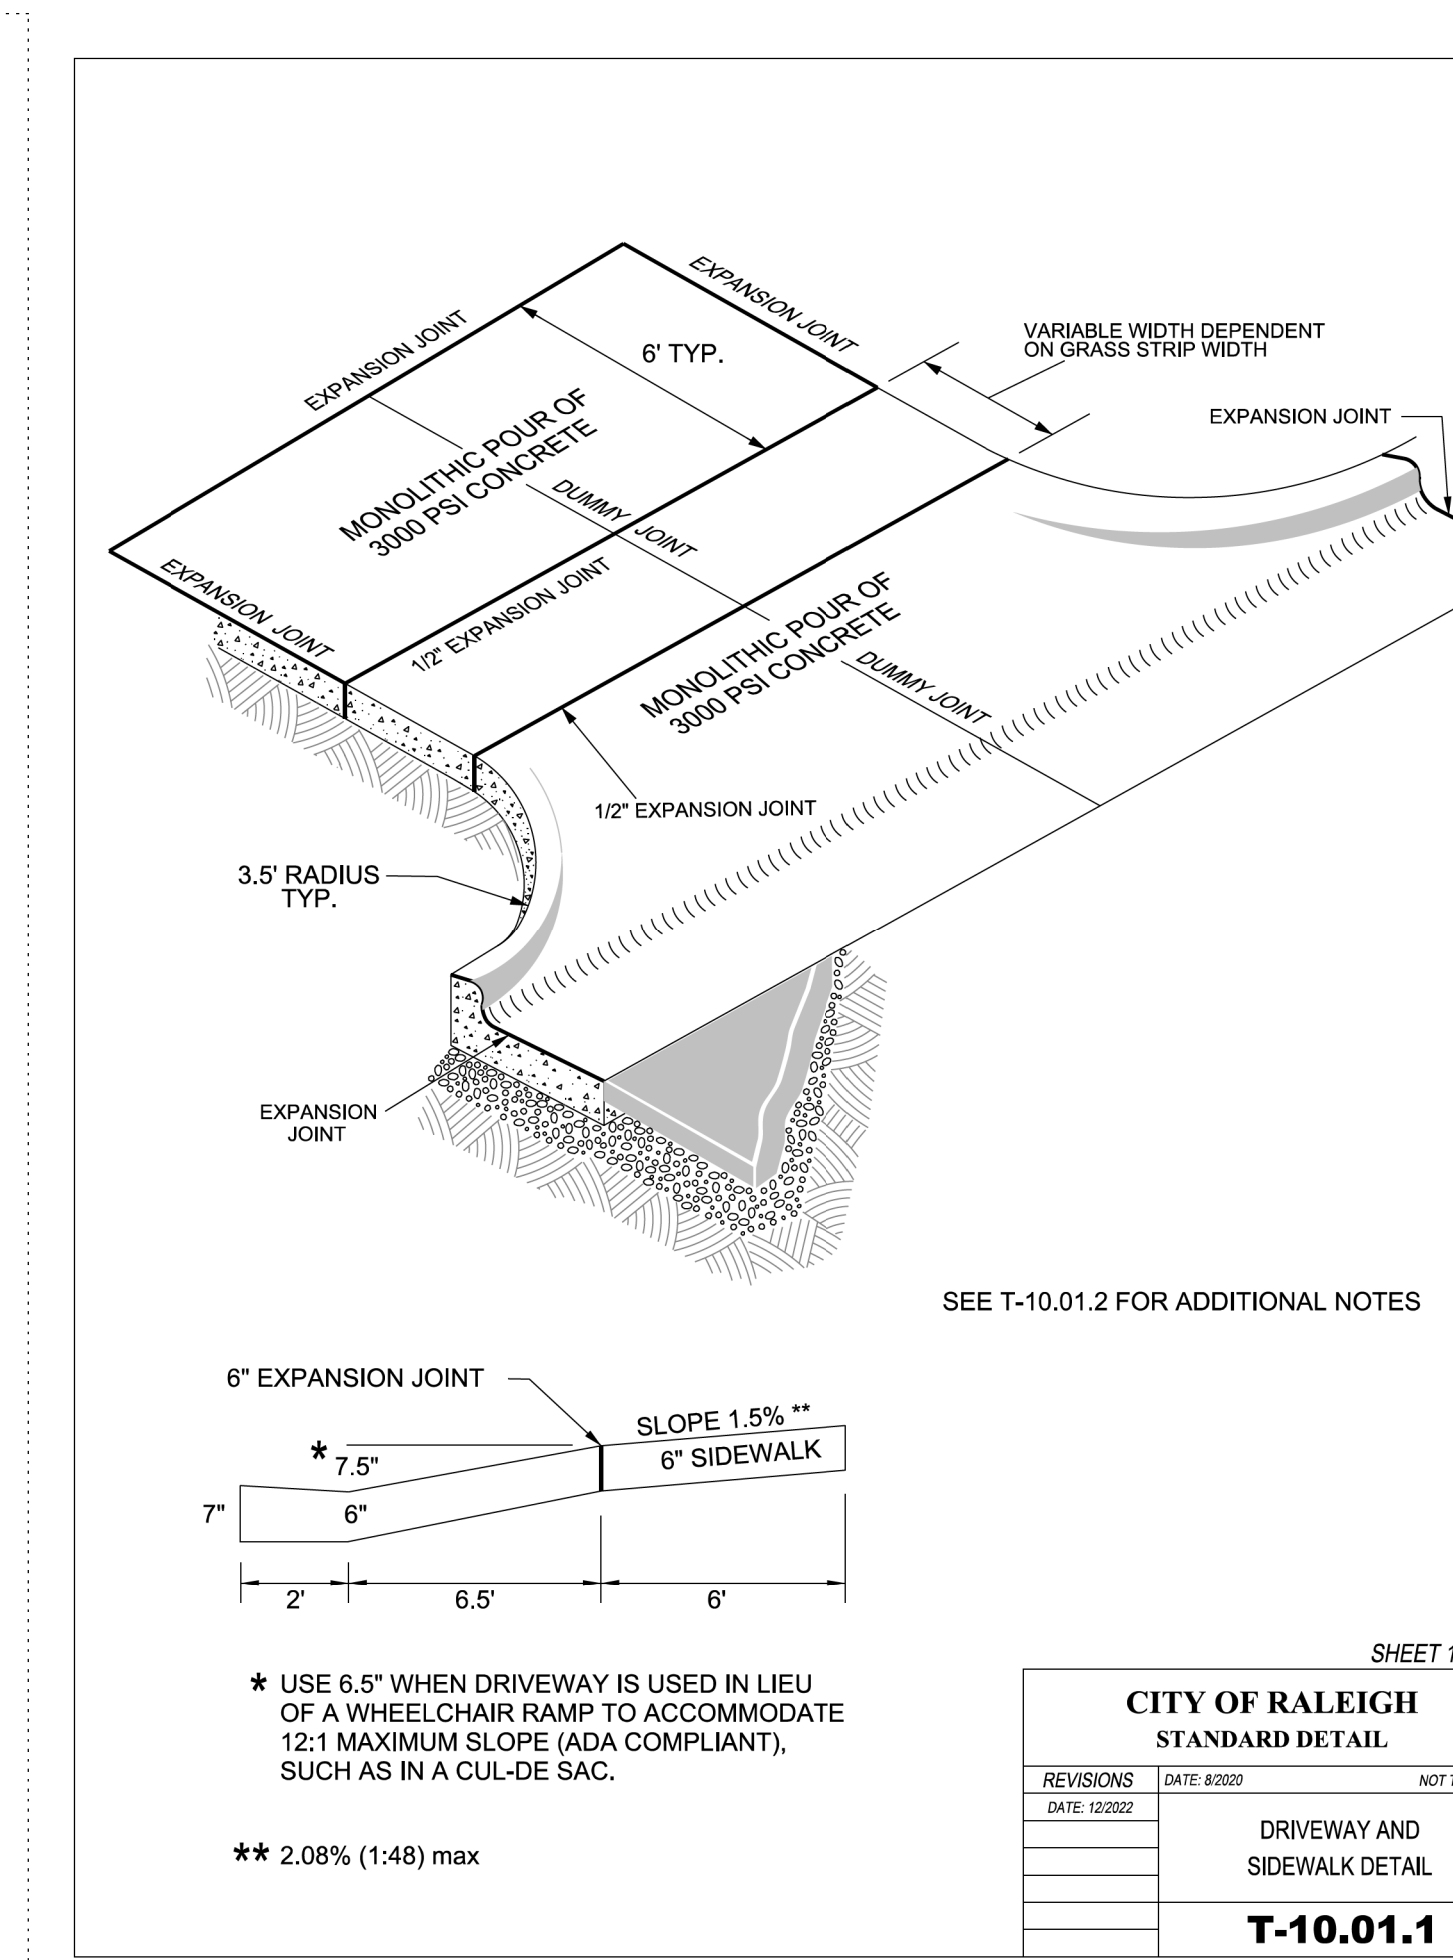 EXPANSION JOINT
EXPANSION JOINT
6' TYP.
VARIABLE WIDTH DEPENDENT
ON GRASS STRIP WIDTH
EXPANSION JOINT
MONOLITHIC POUR OF
3000 PSI CONCRETE
DUMMY JOINT
EXPANSION JOINT
1/2" EXPANSION JOINT
MONOLITHIC POUR OF
3000 PSI CONCRETE
DUMMY JOINT
1/2" EXPANSION JOINT
3.5' RADIUS
TYP.
EXPANSION
JOINT
SEE T-10.01.2 FOR ADDITIONAL NOTES
6" EXPANSION JOINT
SLOPE 1.5% **
* 7.5"
6" SIDEWALK
7"
6"
2'
6.5'
6'
* USE 6.5" WHEN DRIVEWAY IS USED IN LIEU
OF A WHEELCHAIR RAMP TO ACCOMMODATE
12:1 MAXIMUM SLOPE (ADA COMPLIANT),
SUCH AS IN A CUL-DE SAC.
** 2.08% (1:48) max
SHEET 1
CITY OF RALEIGH
STANDARD DETAIL
REVISIONS
DATE: 8/2020
NOT
DATE: 12/2022
DRIVEWAY AND
SIDEWALK DETAIL
T-10.01.1